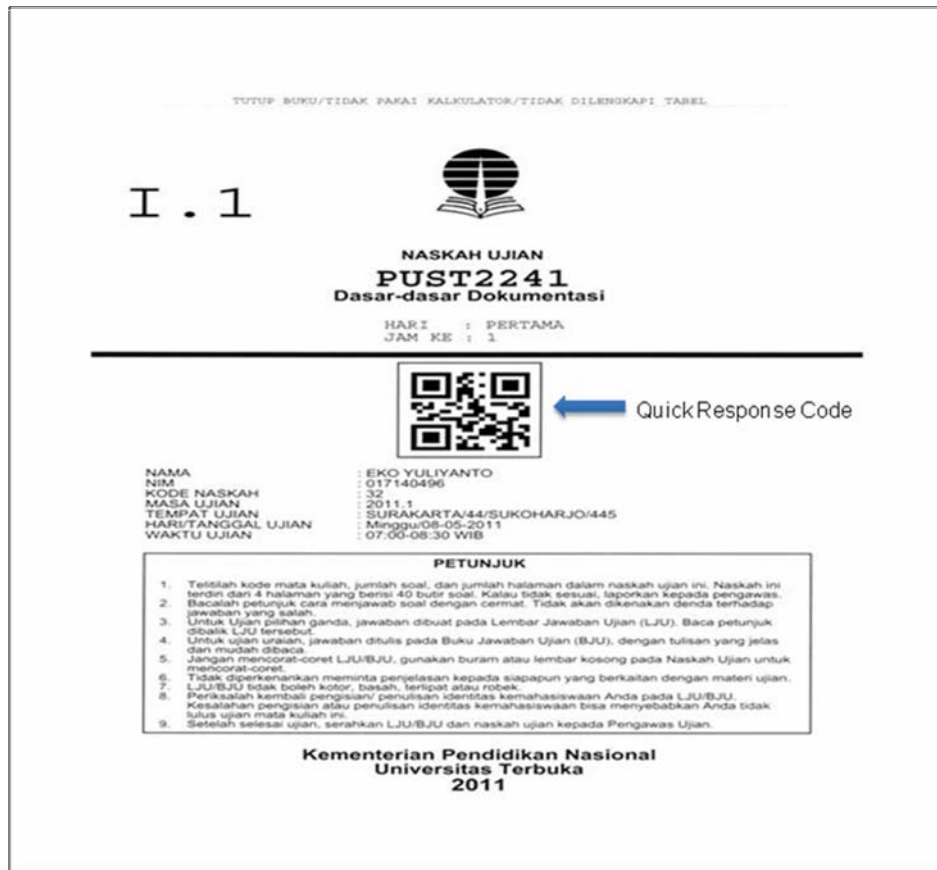 TUTUP BUKU/TIDAK PAKAI KALKULATOR/TIDAK DILENGKAPI TABEL
I.1
NASKAH UJIAN
PUST2241
Dasar-dasar Dokumentasi
HARI : PERTAMA
JAM KE : 1
Quick Response Code
NAMA : EKO YULIYANTO
NIM : 017140496
KODE NASKAH : 32
MASA UJIAN : 2011.1
TEMPAT UJIAN : SURAKARTA/44/SUKOHARJO/445
HARI/TANGGAL UJIAN : Minggu/08-05-2011
WAKTU UJIAN : 07:00-08:30 WIB
PETUNJUK
1. Telitilah kode mata kuliah, jumlah soal, dan jumlah halaman dalam naskah ujian ini. Naskah ini
terdiri dari 4 halaman yang berisi 40 butir soal. Kalau tidak sesuai, laporkan kepada pengawas.
2. Bacalah petunjuk cara menjawab soal dengan cermat. Tidak akan dikenakan denda terhadap
jawaban yang salah.
3. Untuk Ujian pilihan ganda, jawaban dibuat pada Lembar Jawaban Ujian (LJU). Baca petunjuk
dibalik LJU tersebut.
4. Untuk ujian uraian, jawaban ditulis pada Buku Jawaban Ujian (BJU), dengan tulisan yang jelas
dan mudah dibaca.
5. Jangan mencorat-coret LJU/BJU, gunakan buram atau lembar kosong pada Naskah Ujian untuk
mencorat-coret.
6. Tidak diperkenankan meminta penjelasan kepada siapapun yang berkaitan dengan materi ujian.
7. LJU/BJU tidak boleh kotor, basah, terlipat atau robek.
8. Periksalah kembali pengisian/ penulisan identitas kemahasiswaan Anda pada LJU/BJU.
Kesalahan pengisian atau penulisan identitas kemahasiswaan bisa menyebabkan Anda tidak
lulus ujian mata kuliah ini.
9. Setelah selesai ujian, serahkan LJU/BJU dan naskah ujian kepada Pengawas Ujian.
Kementerian Pendidikan Nasional
Universitas Terbuka
2011